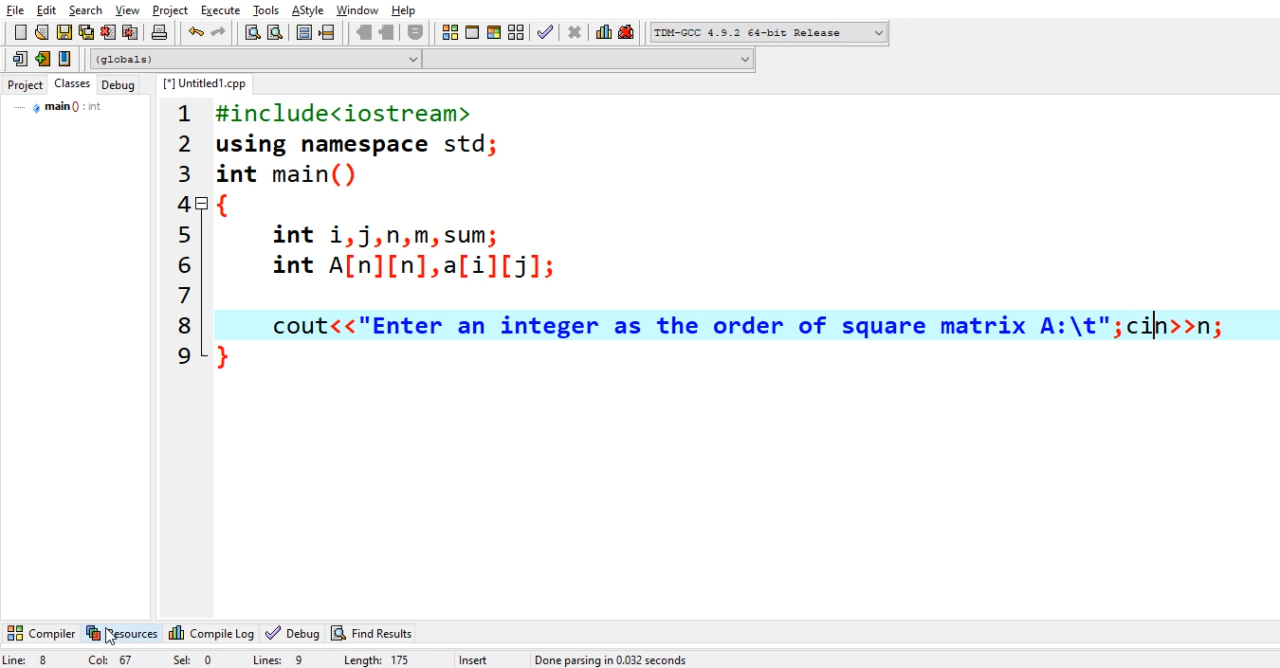 File Edit Search View Project Execute Tools AStyle Window Help
TDM-GCC 4.9.2 64-bit Release
(globals)
Project Classes Debug [*] Untitled1.cpp
main () : int
1 #include<iostream>
2 using namespace std;
3 int main()
4 {
5 int i,j,n,m,sum;
6 int A[n][n],a[i][j];
7
8 cout<<"Enter an integer as the order of square matrix A:\t";cin>>n;
9 }
Compiler Resources Compile Log Debug Find Results
Line: 8 Col: 67 Sel: 0 Lines: 9 Length: 175 Insert Done parsing in 0.032 seconds